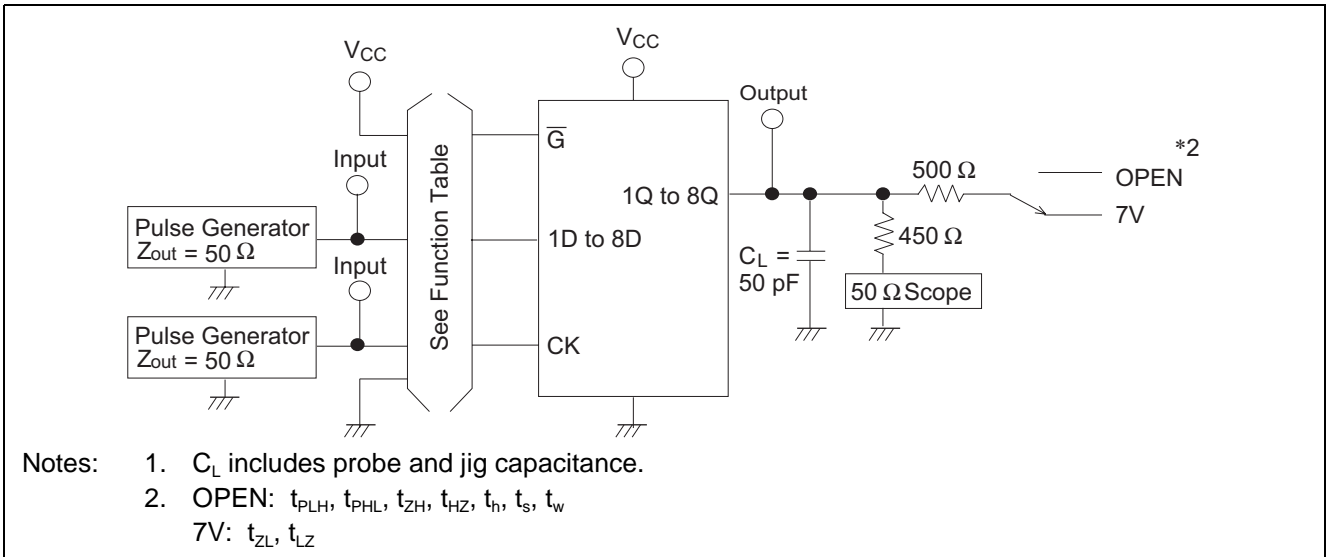 VCC
VCC
Output
*2
G̅
500 Ω
OPEN
Input
See Function Table
1Q to 8Q
7V
Pulse Generator
Zout = 50 Ω
1D to 8D
450 Ω
CL =
50 pF
Input
50 Ω Scope
Pulse Generator
Zout = 50 Ω
CK
Notes: 1. CL includes probe and jig capacitance.
2. OPEN: tPLH, tPHL, tZH, tHZ, th, ts, tw
7V: tZL, tLZ